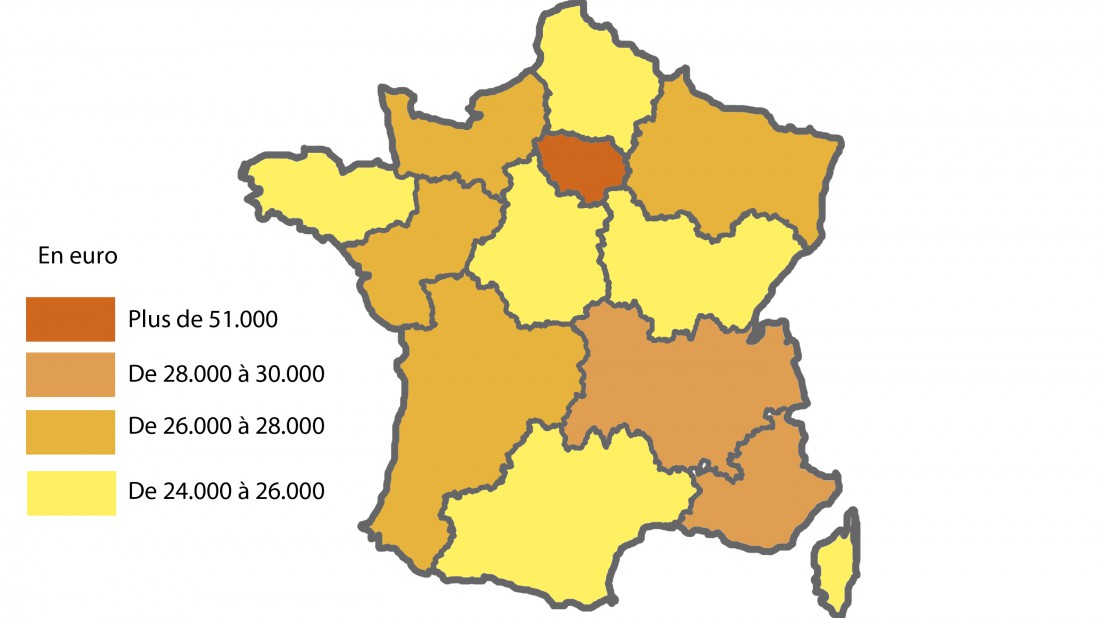 En euro
Plus de 51.000
De 28.000 à 30.000
De 26.000 à 28.000
De 24.000 à 26.000